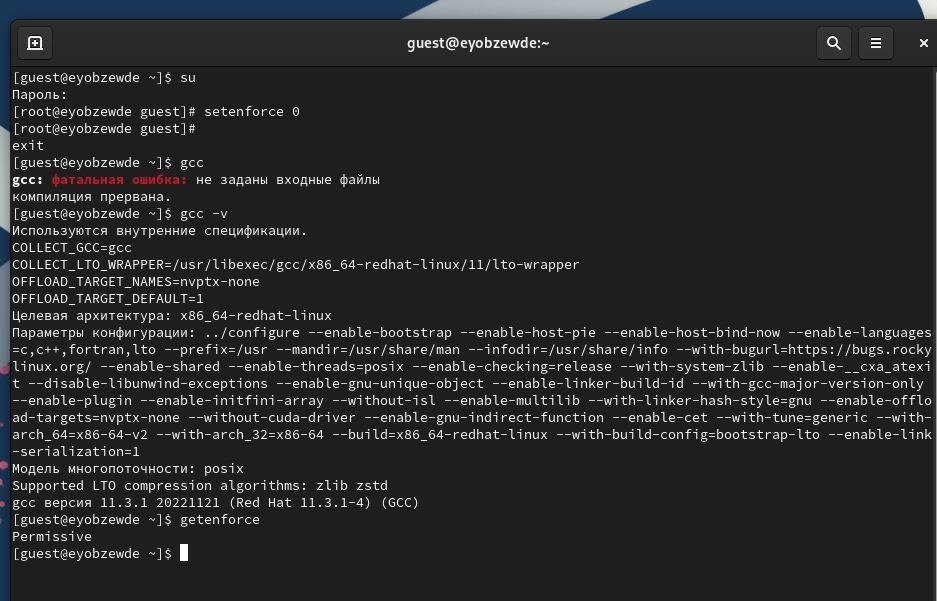 guest@eyobzewde:~
[guest@eyobzewde ~]$ su
Пароль:
[root@eyobzewde guest]# setenforce 0
[root@eyobzewde guest]#
exit
[guest@eyobzewde ~]$ gcc
gcc: фатальная ошибка: не заданы входные файлы
компиляция прервана.
[guest@eyobzewde ~]$ gcc -v
Используются внутренние спецификации.
COLLECT_GCC=gcc
COLLECT_LTO_WRAPPER=/usr/libexec/gcc/x86_64-redhat-linux/11/lto-wrapper
OFFLOAD_TARGET_NAMES=nvptx-none
OFFLOAD_TARGET_DEFAULT=1
Целевая архитектура: x86_64-redhat-linux
Параметры конфигурации: ../configure --enable-bootstrap --enable-host-pie --enable-host-bind-now --enable-languages
=c,c++,fortran,lto --prefix=/usr --mandir=/usr/share/man --infodir=/usr/share/info --with-bugurl=https://bugs.rocky
linux.org/ --enable-shared --enable-threads=posix --enable-checking=release --with-system-zlib --enable-__cxa_atexi
t --disable-libunwind-exceptions --enable-gnu-unique-object --enable-linker-build-id --with-gcc-major-version-only
--enable-plugin --enable-initfini-array --without-isl --enable-multilib --with-linker-hash-style=gnu --enable-offlo
ad-targets=nvptx-none --without-cuda-driver --enable-gnu-indirect-function --enable-cet --with-tune=generic --with-
arch_64=x86-64-v2 --with-arch_32=x86-64 --build=x86_64-redhat-linux --with-build-config=bootstrap-lto --enable-link
-serialization=1
Модель многопоточности: posix
Supported LTO compression algorithms: zlib zstd
gcc версия 11.3.1 20221121 (Red Hat 11.3.1-4) (GCC)
[guest@eyobzewde ~]$ getenforce
Permissive
[guest@eyobzewde ~]$